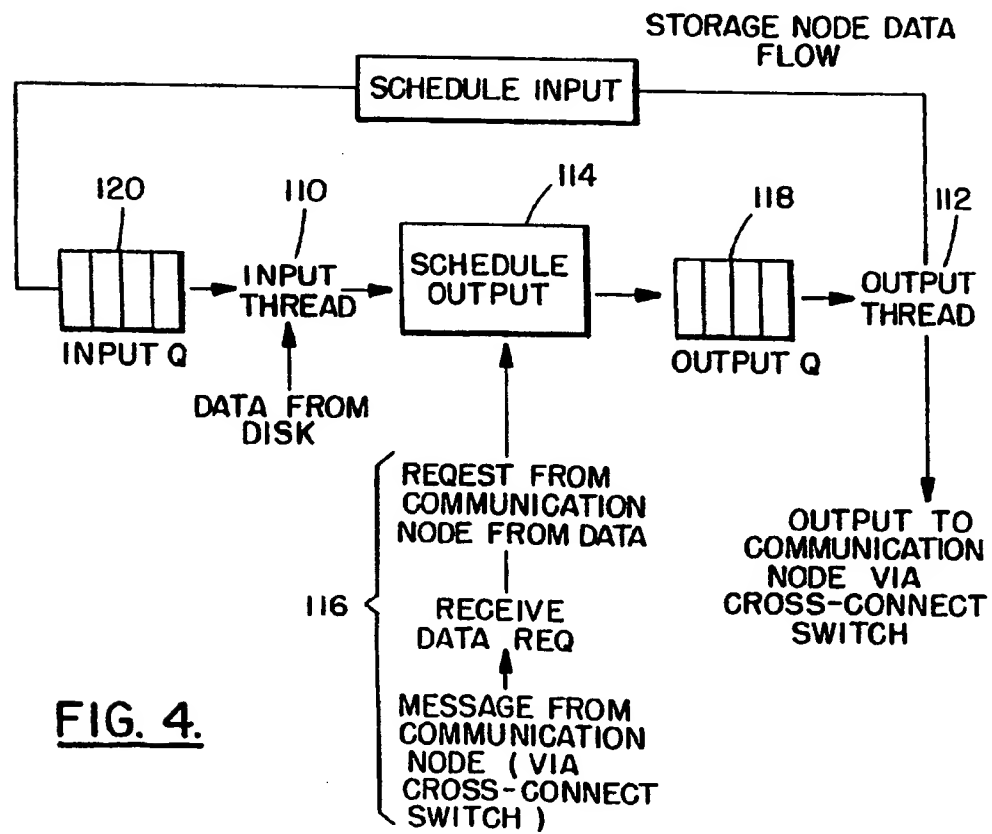 STORAGE NODE DATA
FLOW
SCHEDULE INPUT
120
110
114
118
112
INPUT
THREAD
SCHEDULE
OUTPUT
OUTPUT
THREAD
INPUT Q
OUTPUT Q
DATA FROM
DISK
REQEST FROM
COMMUNICATION
NODE FROM DATA
OUTPUT TO
COMMUNICATION
NODE VIA
CROSS-CONNECT
SWITCH
116
RECEIVE
DATA REQ
MESSAGE FROM
COMMUNICATION
NODE ( VIA
CROSS-CONNECT
SWITCH )
FIG. 4.